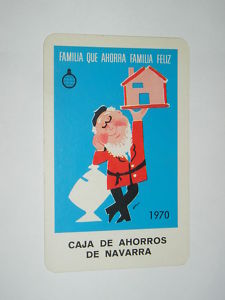 FAMILIA QUE AHORRA FAMILIA FELIZ
1970
CAJA DE AHORROS
DE NAVARRA